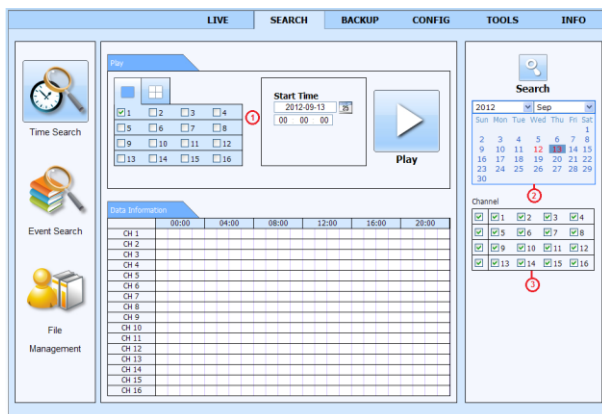 LIVE SEARCH BACKUP CONFIG TOOLS INFO
Time Search
Event Search
File
Management
Play
1 2 3 4
5 6 7 8
9 10 11 12
13 14 15 16
1
Start Time
2012-09-13
00 00 00
Play
Data Information
00:00 04:00 08:00 12:00 16:00 20:00
CH 1
CH 2
CH 3
CH 4
CH 5
CH 6
CH 7
CH 8
CH 9
CH 10
CH 11
CH 12
CH 13
CH 14
CH 15
CH 16
Search
2012 Sep
Sun Mon Tue Wed Thu Fri Sat
1
2 3 4 5 6 7 8
9 10 11 12 13 14 15
16 17 18 19 20 21 22
23 24 25 26 27 28 29
30
2
Channel
1 2 3 4
5 6 7 8
9 10 11 12
13 14 15 16
3